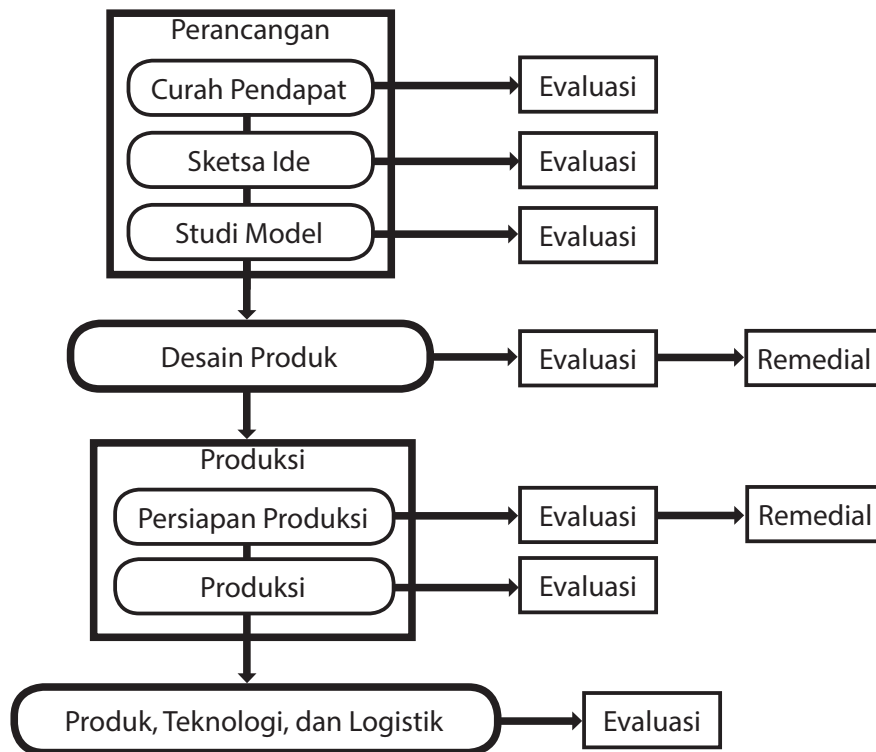 Perancangan
Curah Pendapat
Evaluasi
Sketsa Ide
Evaluasi
Studi Model
Evaluasi
Desain Produk
Evaluasi
Remedial
Produksi
Persiapan Produksi
Evaluasi
Remedial
Produksi
Evaluasi
Produk, Teknologi, dan Logistik
Evaluasi